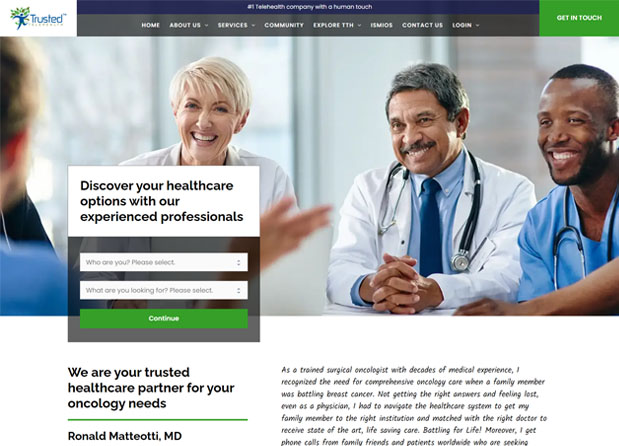 #1 Telehealth company with a human touch
Trusted™
TELEHEALTH
HOME ABOUT US SERVICES COMMUNITY EXPLORE TTH ISMIOS CONTACT US LOGIN
GET IN TOUCH
Discover your healthcare
options with our
experienced professionals
Who are you? Please select.
What are you looking for? Please select.
Continue
We are your trusted
healthcare partner for your
oncology needs
Ronald Matteotti, MD
As a trained surgical oncologist with decades of medical experience, I
recognized the need for comprehensive oncology care when a family member
was battling breast cancer. Not getting the right answers and feeling lost,
even as a physician, I had to navigate the healthcare system to get my
family member to the right institution and matched with the right doctor to
receive state of the art, life saving care. Battling for Life! Moreover, I get
phone calls from family friends and patients worldwide who are seeking